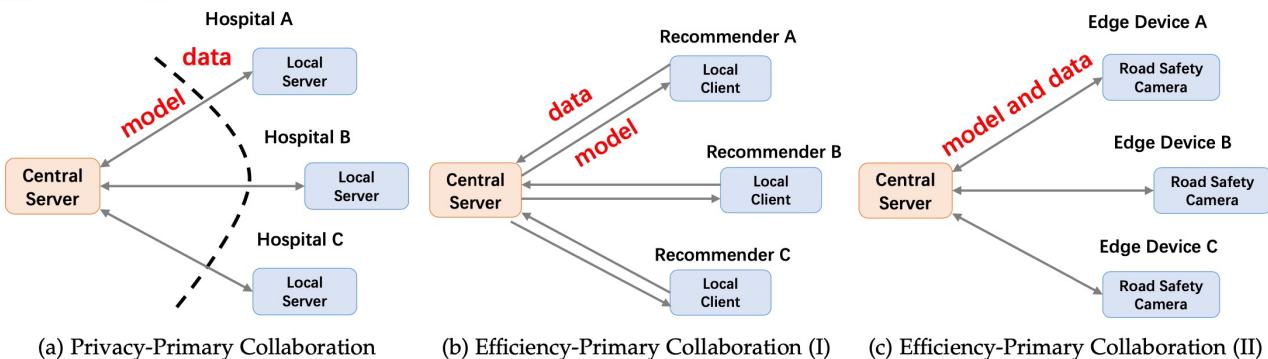 Hospital A
data
Local
Server
model
Hospital B
Central
Server
Local
Server
Hospital C
Local
Server
(a) Privacy-Primary Collaboration
Recommender A
Local
Client
data
model
Recommender B
Central
Server
Local
Client
Recommender C
Local
Client
(b) Efficiency-Primary Collaboration (I)
Edge Device A
Road Safety
Camera
model and data
Edge Device B
Central
Server
Road Safety
Camera
Edge Device C
Road Safety
Camera
(c) Efficiency-Primary Collaboration (II)